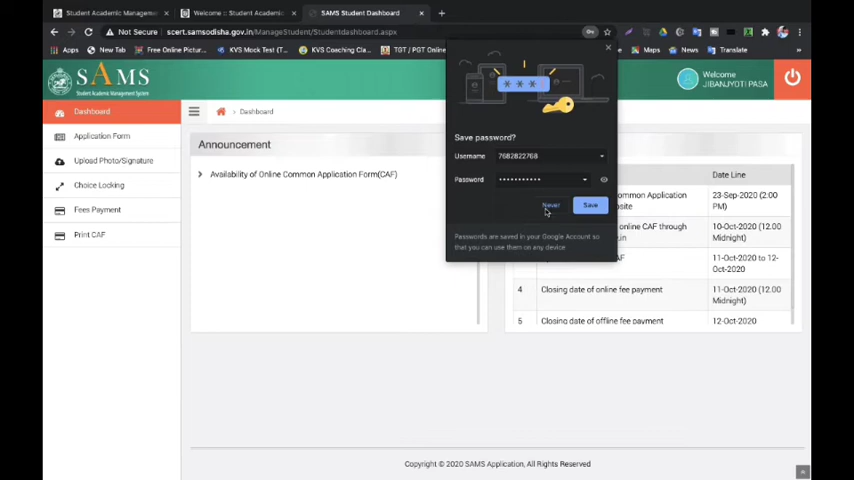 Student Academic Manageme
Welcome :: Student Academic
SAMS Student Dashboard
Not Secure
scert.samsodisha.gov.in/ManageStudent/Studentdashboard.aspx
Apps
New Tab
Free Online Pictur...
KVS Mock Test (T...
KVS Coaching Cla...
TGT / PGT Online
Maps
News
Translate
SAMS
Student Academic Management System
Welcome
JIBANJYOTI PASA
Dashboard
Dashboard
Application Form
Upload Photo/Signature
Choice Locking
Fees Payment
Print CAF
Announcement
Availability of Online Common Application Form(CAF)
Save password?
Username
7682822768
Password
•••••••••••
Never
Save
Passwords are saved in your Google Account so
that you can use them on any device
Date Line
Common Application
23-Sep-2020 (2:00
PM)
online CAF through
10-Oct-2020 (12.00
Midnight)
11-Oct-2020 to 12-
Oct-2020
4
Closing date of online fee payment
11-Oct-2020 (12.00
Midnight)
5
Closing date of offline fee payment
12-Oct-2020
Copyright © 2020 SAMS Application, All Rights Reserved